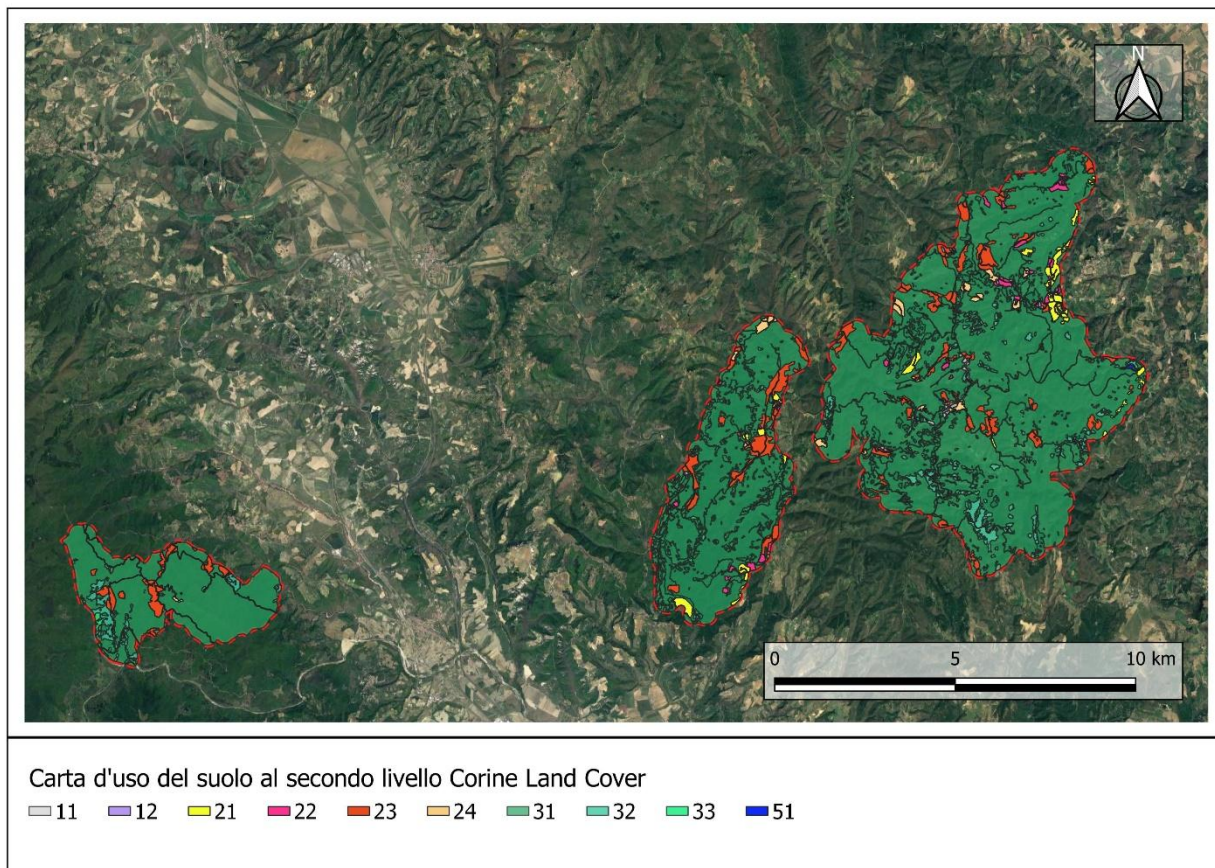 N
0 5 10 km
Carta d'uso del suolo al secondo livello Corine Land Cover
11 12 21 22 23 24 31 32 33 51